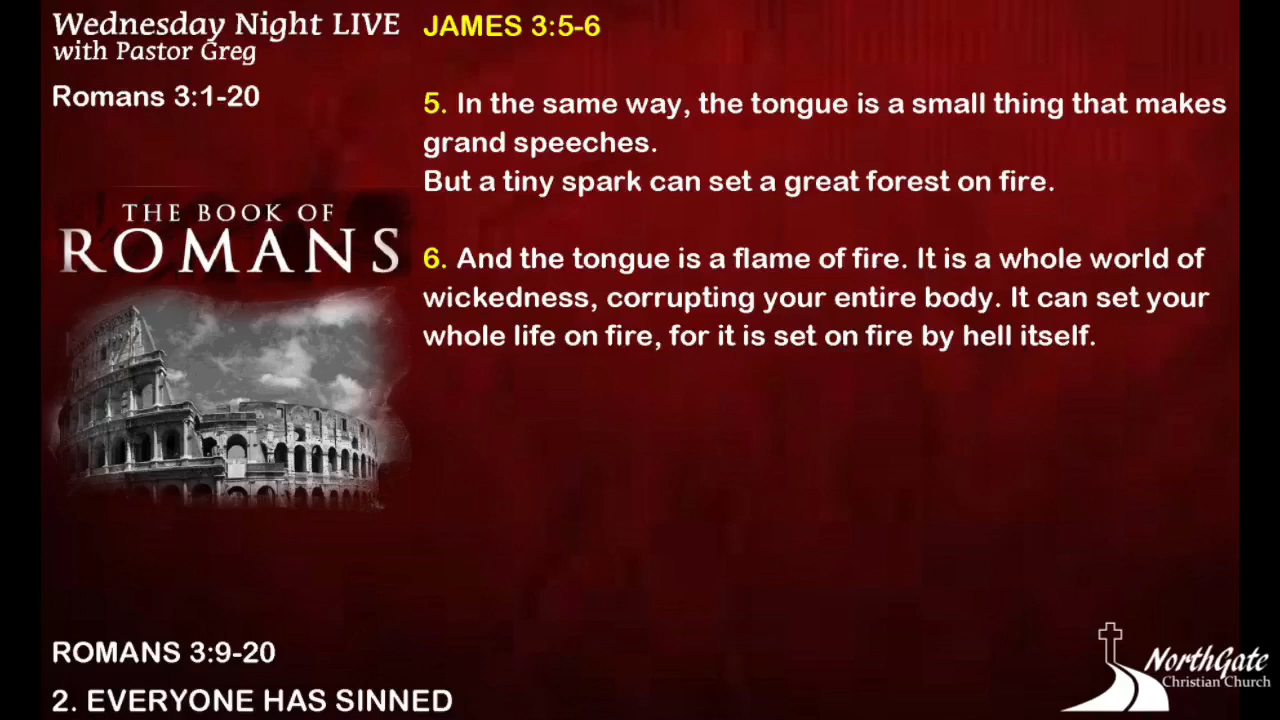 Wednesday Night LIVE
with Pastor Greg
Romans 3:1-20
THE BOOK OF
ROMANS
JAMES 3:5-6
5. In the same way, the tongue is a small thing that makes
grand speeches.
But a tiny spark can set a great forest on fire.
6. And the tongue is a flame of fire. It is a whole world of
wickedness, corrupting your entire body. It can set your
whole life on fire, for it is set on fire by hell itself.
ROMANS 3:9-20
2. EVERYONE HAS SINNED
NorthGate
Christian Church